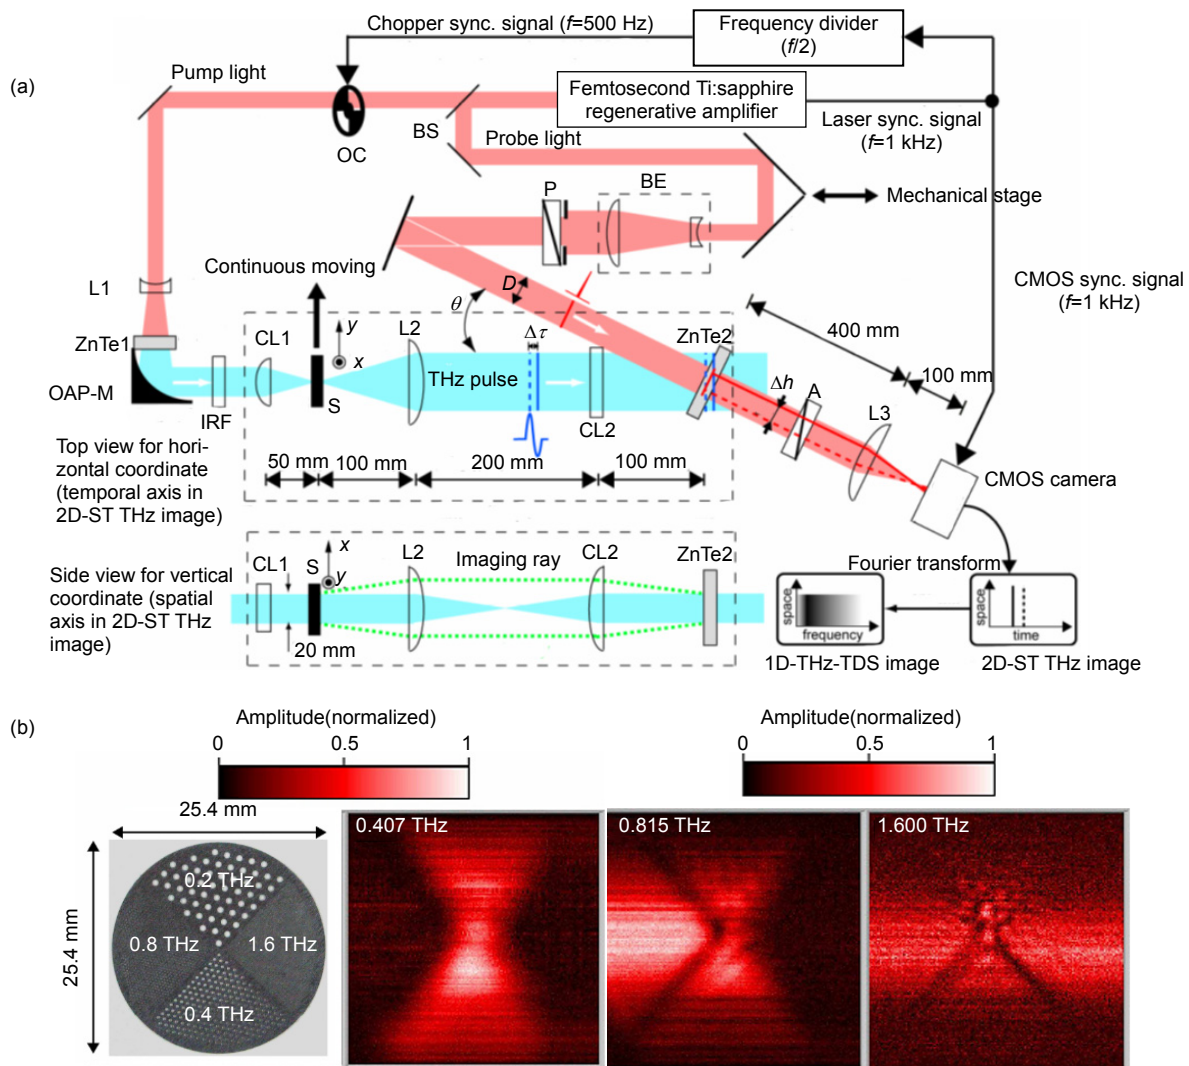 (a)
Chopper sync. signal (f=500 Hz)
Frequency divider
(f/2)
Pump light
Femtosecond Ti:sapphire
regenerative amplifier
BS
OC
Probe light
Laser sync. signal
(f=1 kHz)
P
BE
Mechanical stage
Continuous moving
L1
D
θ
CMOS sync. signal
(f=1 kHz)
400 mm
100 mm
ZnTe1
CL1
y
x
L2
Δτ
ZnTe2
OAP-M
THz pulse
Δh
A
L3
IRF
S
CL2
Top view for hori-
zontal coordinate
(temporal axis in
2D-ST THz image)
50 mm
100 mm
200 mm
100 mm
CMOS camera
Side view for vertical
coordinate (spatial
axis in 2D-ST THz
image)
CL1
S
x
y
L2
Imaging ray
CL2
ZnTe2
20 mm
Fourier transform
space
frequency
space
time
1D-THz-TDS image
2D-ST THz image
(b)
Amplitude(normalized)
0
0.5
1
Amplitude(normalized)
0
0.5
1
25.4 mm
25.4 mm
0.2 THz
0.8 THz
1.6 THz
0.4 THz
0.407 THz
0.815 THz
1.600 THz